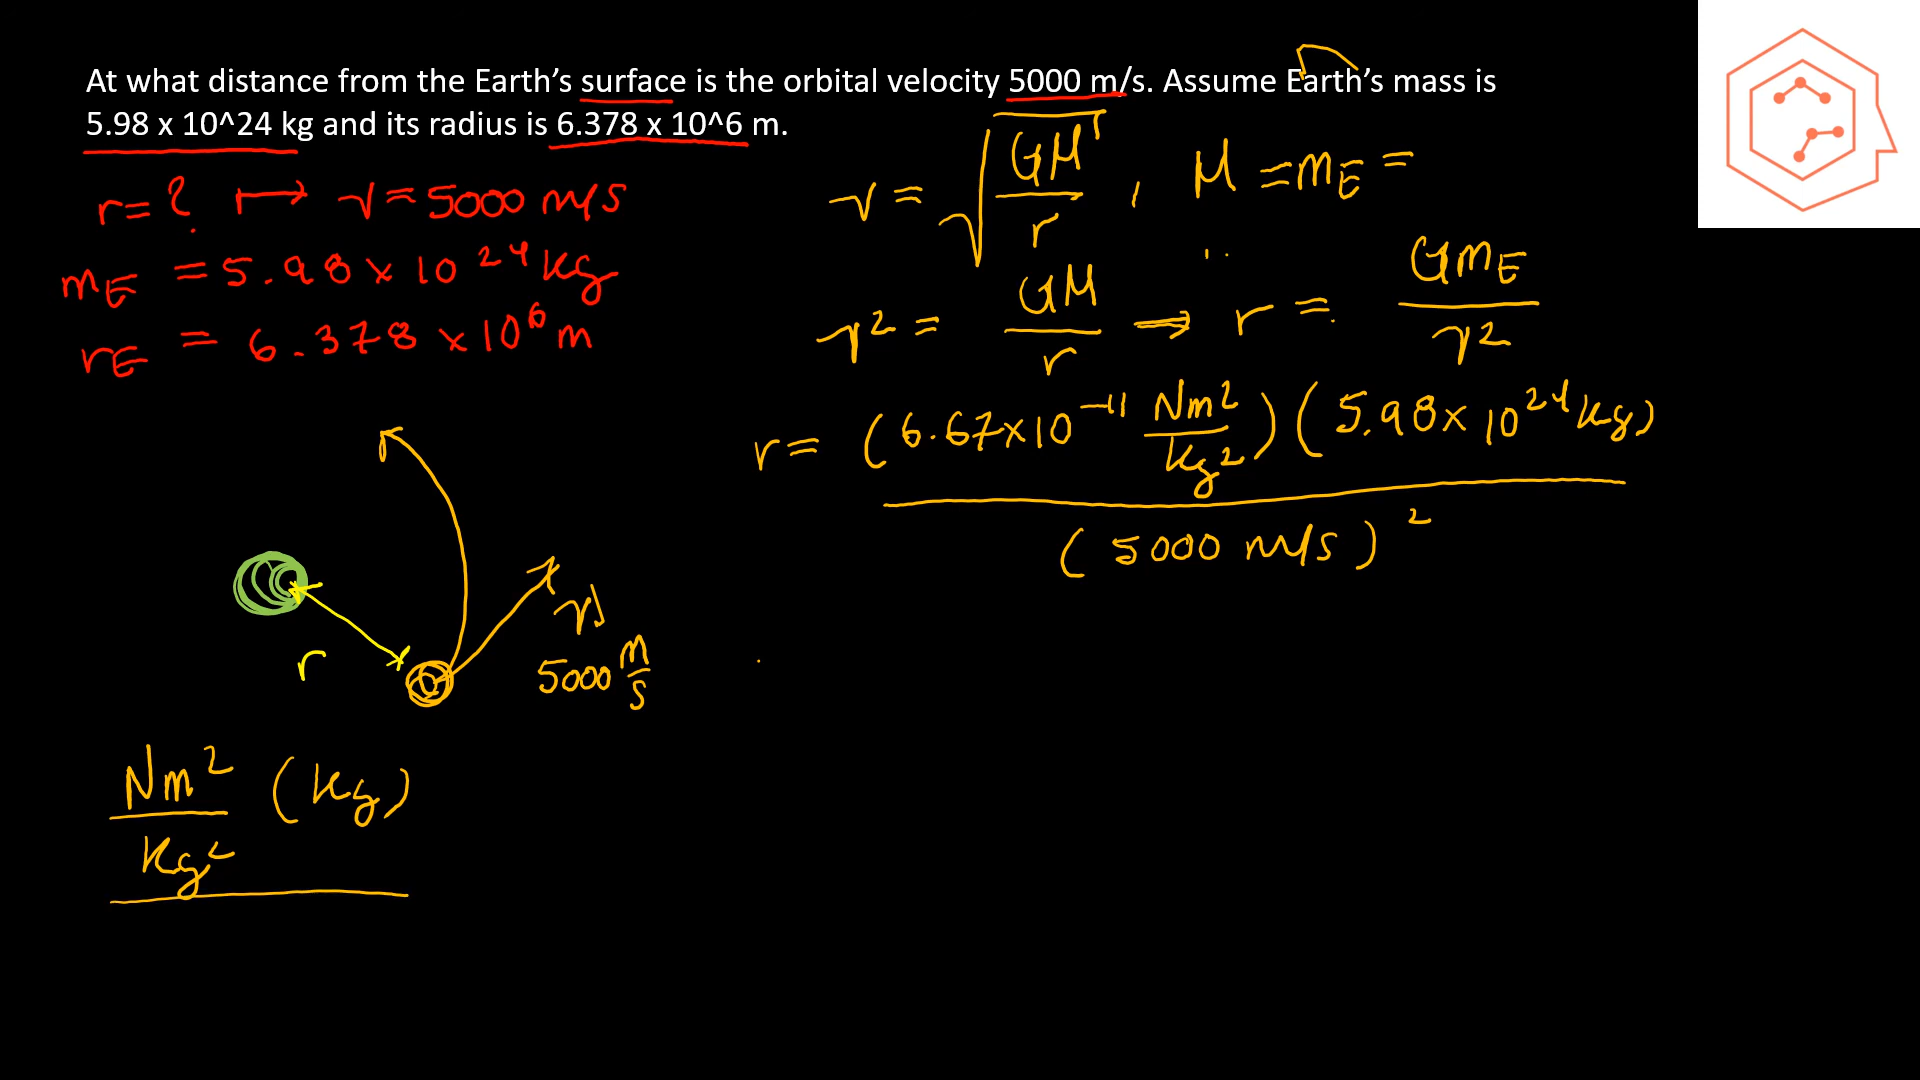 At what distance from the Earth’s surface is the orbital velocity 5000 m/s. Assume Earth’s mass is
5.98 x 10^24 kg and its radius is 6.378 x 10^6 m.
r = ? ↦ v = 5000 m/s
mE = 5.98 x 10^24 kg
rE = 6.378 x 10^6 m
v = √(GM/r) , M = mE =
v² = GM/r → r = GmE/v²
r = (6.67x10^-11 Nm²/kg²)(5.98x10^24 kg)
(5000 m/s)²
v
5000 m/s
r
Nm²/kg² (kg)